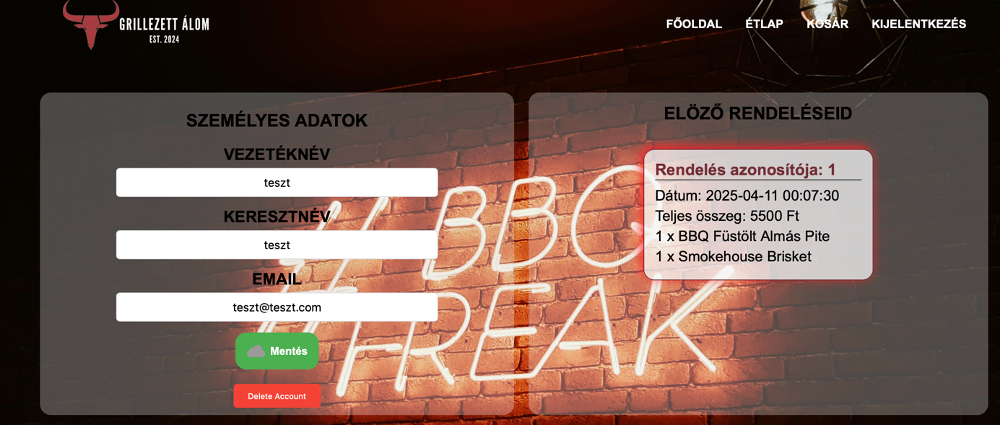 GRILLEZETT ÁLOM
EST. 2024
FŐOLDAL ÉTLAP KOSÁR KIJELENTKEZÉS
SZEMÉLYES ADATOK
VEZETÉKNÉV
teszt
KERESZTNÉV
teszt
EMAIL
teszt@teszt.com
Mentés
Delete Account
ELÖZŐ RENDELÉSEID
Rendelés azonosítója: 1
Dátum: 2025-04-11 00:07:30
Teljes összeg: 5500 Ft
1 x BBQ Füstölt Almás Pite
1 x Smokehouse Brisket
BBQ
FREAK